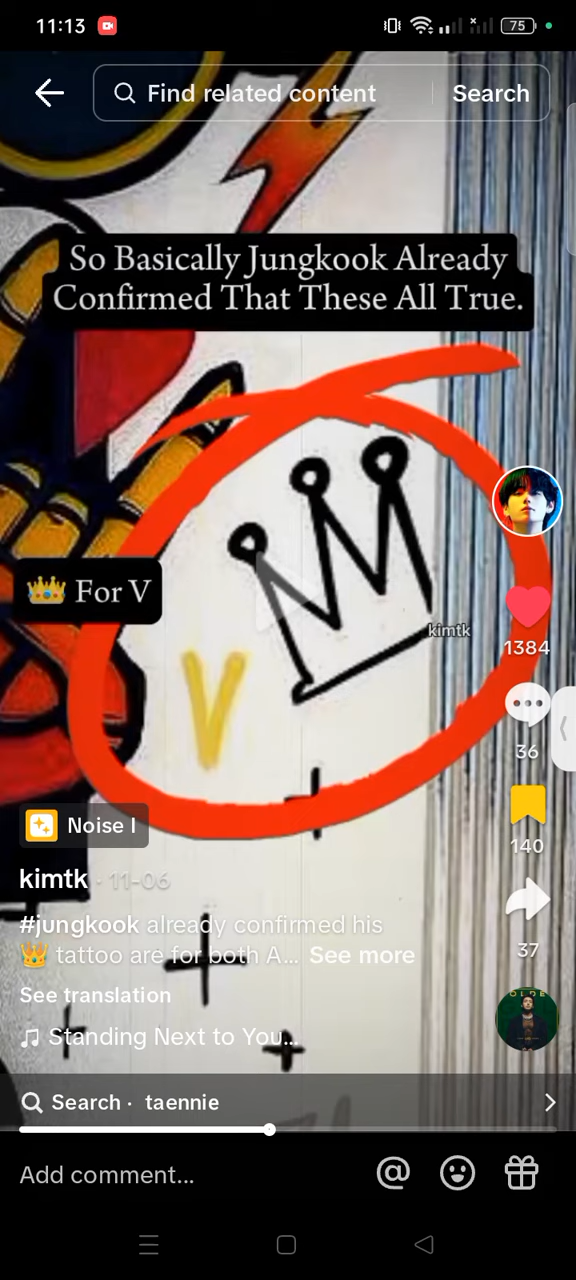 11:13
75
Find related content
Search
So Basically Jungkook Already
Confirmed That These All True.
👑 For V
kimtk
V
1384
36
Noise I
140
kimtk · 11-06
#jungkook already confirmed his
👑 tattoo are for both A... See more
37
See translation
Standing Next to You...
Search · taennie
Add comment...